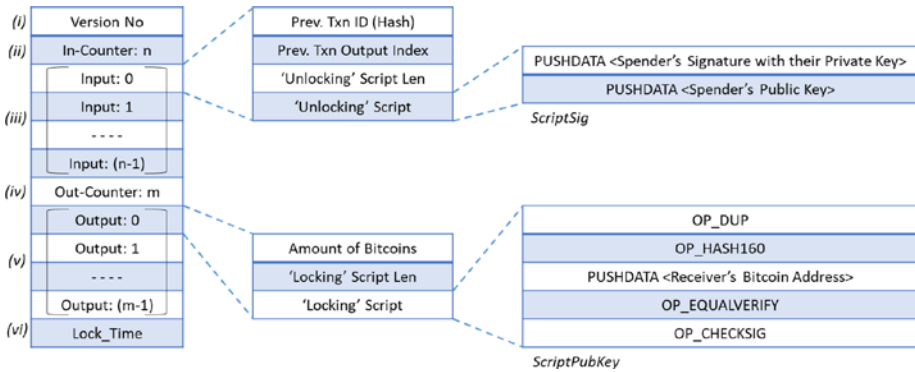 (i)
Version No
(ii)
In-Counter: n
Input: 0
(iii)
Input: 1
- - - -
Input: (n-1)
(iv)
Out-Counter: m
Output: 0
(v)
Output: 1
- - - -
Output: (m-1)
(vi)
Lock_Time
Prev. Txn ID (Hash)
Prev. Txn Output Index
‘Unlocking’ Script Len
‘Unlocking’ Script
PUSHDATA <Spender’s Signature with their Private Key>
PUSHDATA <Spender’s Public Key>
ScriptSig
Amount of Bitcoins
‘Locking’ Script Len
‘Locking’ Script
OP_DUP
OP_HASH160
PUSHDATA <Receiver’s Bitcoin Address>
OP_EQUALVERIFY
OP_CHECKSIG
ScriptPubKey